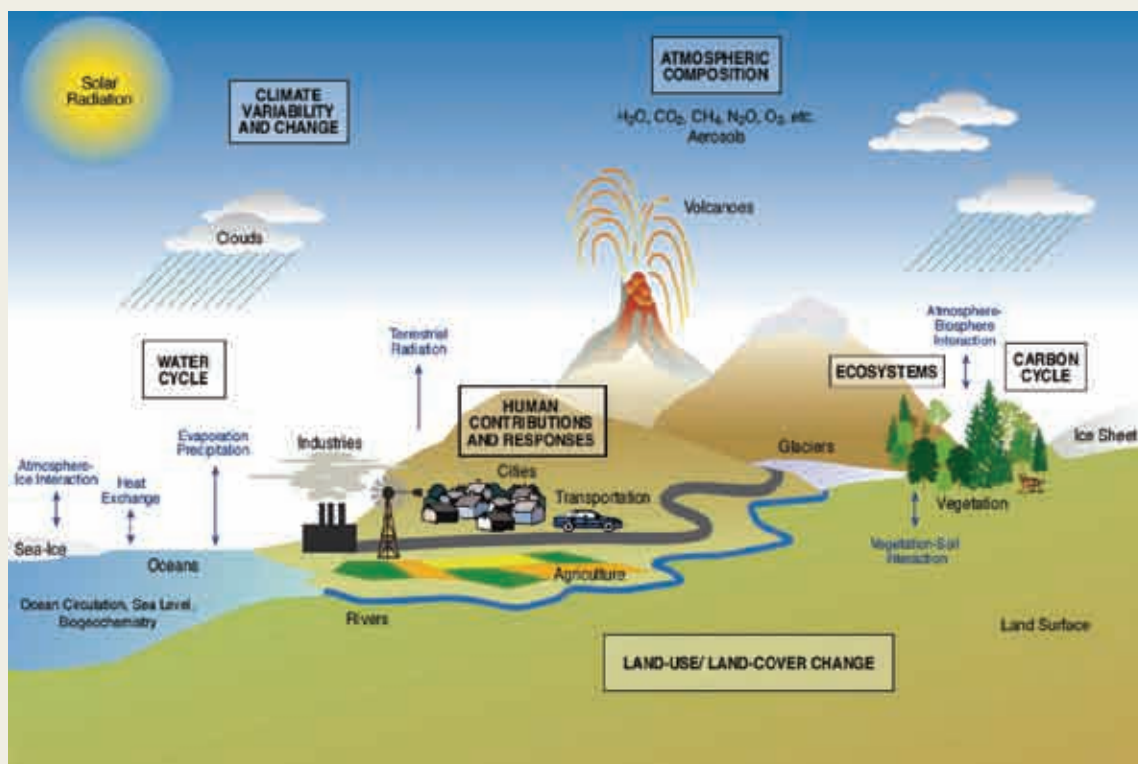 Solar
Radiation
CLIMATE
VARIABILITY
AND CHANGE
ATMOSPHERIC
COMPOSITION
H₂O, CO₂, CH₄, N₂O, O₃, etc.
Aerosols
Volcanoes
Clouds
Atmosphere-
Biosphere
Interaction
Terrestrial
Radiation
WATER
CYCLE
ECOSYSTEMS
CARBON
CYCLE
HUMAN
CONTRIBUTIONS
AND RESPONSES
Evaporation
Precipitation
Industries
Glaciers
Ice Sheet
Atmosphere-
Ice Interaction
Heat
Exchange
Cities
Transportation
Vegetation
Sea-Ice
Oceans
Vegetation-Soil
Interaction
Agriculture
Ocean Circulation, Sea Level,
Biogeochemistry
Rivers
Land Surface
LAND-USE/ LAND-COVER CHANGE